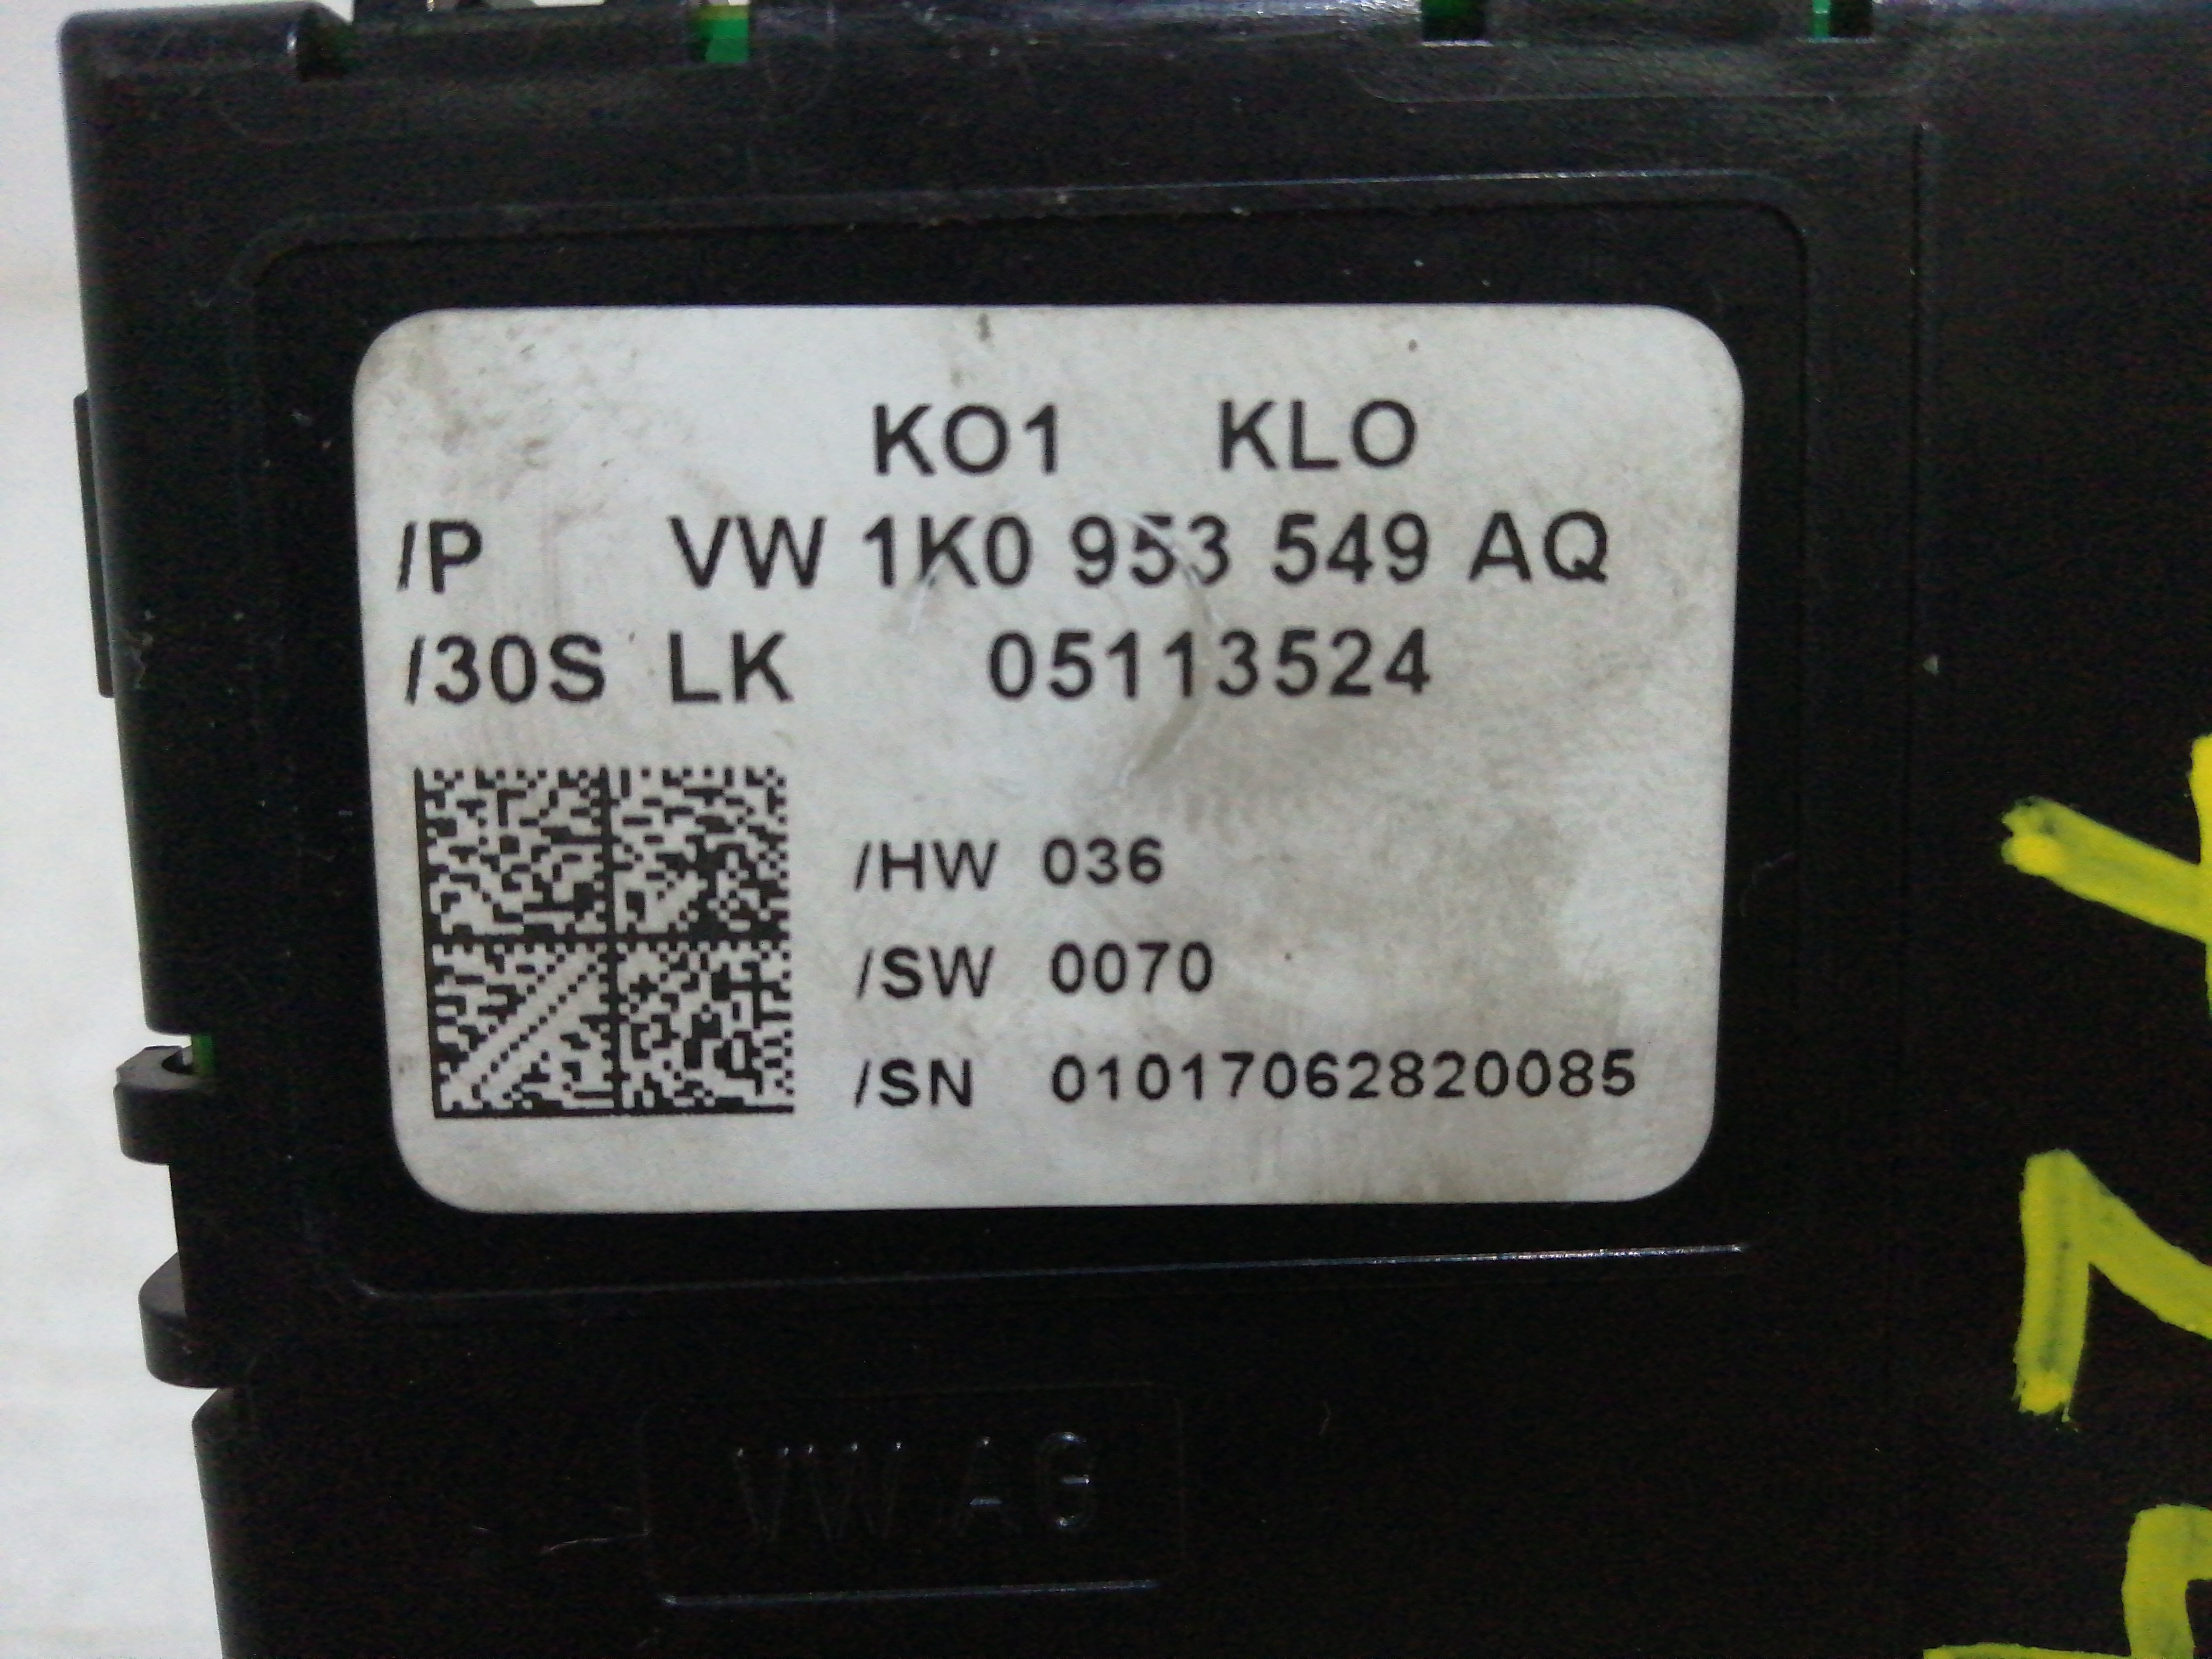 KO1 KLO
/P VW 1K0 953 549 AQ
/30S LK 05113524
/HW 036
/SW 0070
/SN 01017062820085
VW AG